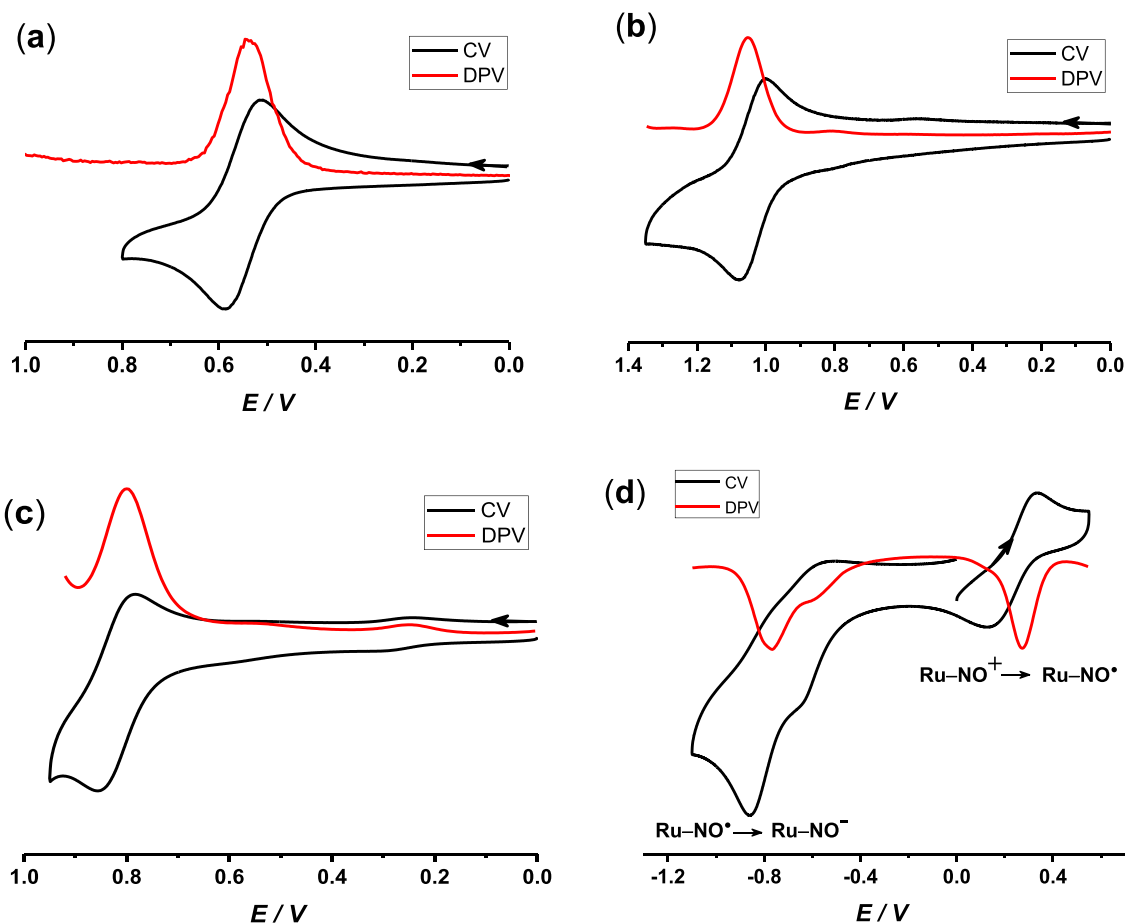 (a)
CV
DPV
1.0 0.8 0.6 0.4 0.2 0.0
E / V
(b)
CV
DPV
1.4 1.2 1.0 0.8 0.6 0.4 0.2 0.0
E / V
(c)
CV
DPV
1.0 0.8 0.6 0.4 0.2 0.0
E / V
(d)
CV
DPV
Ru–NO⁺ → Ru–NO•
Ru–NO• → Ru–NO⁻
-1.2 -0.8 -0.4 0.0 0.4
E / V